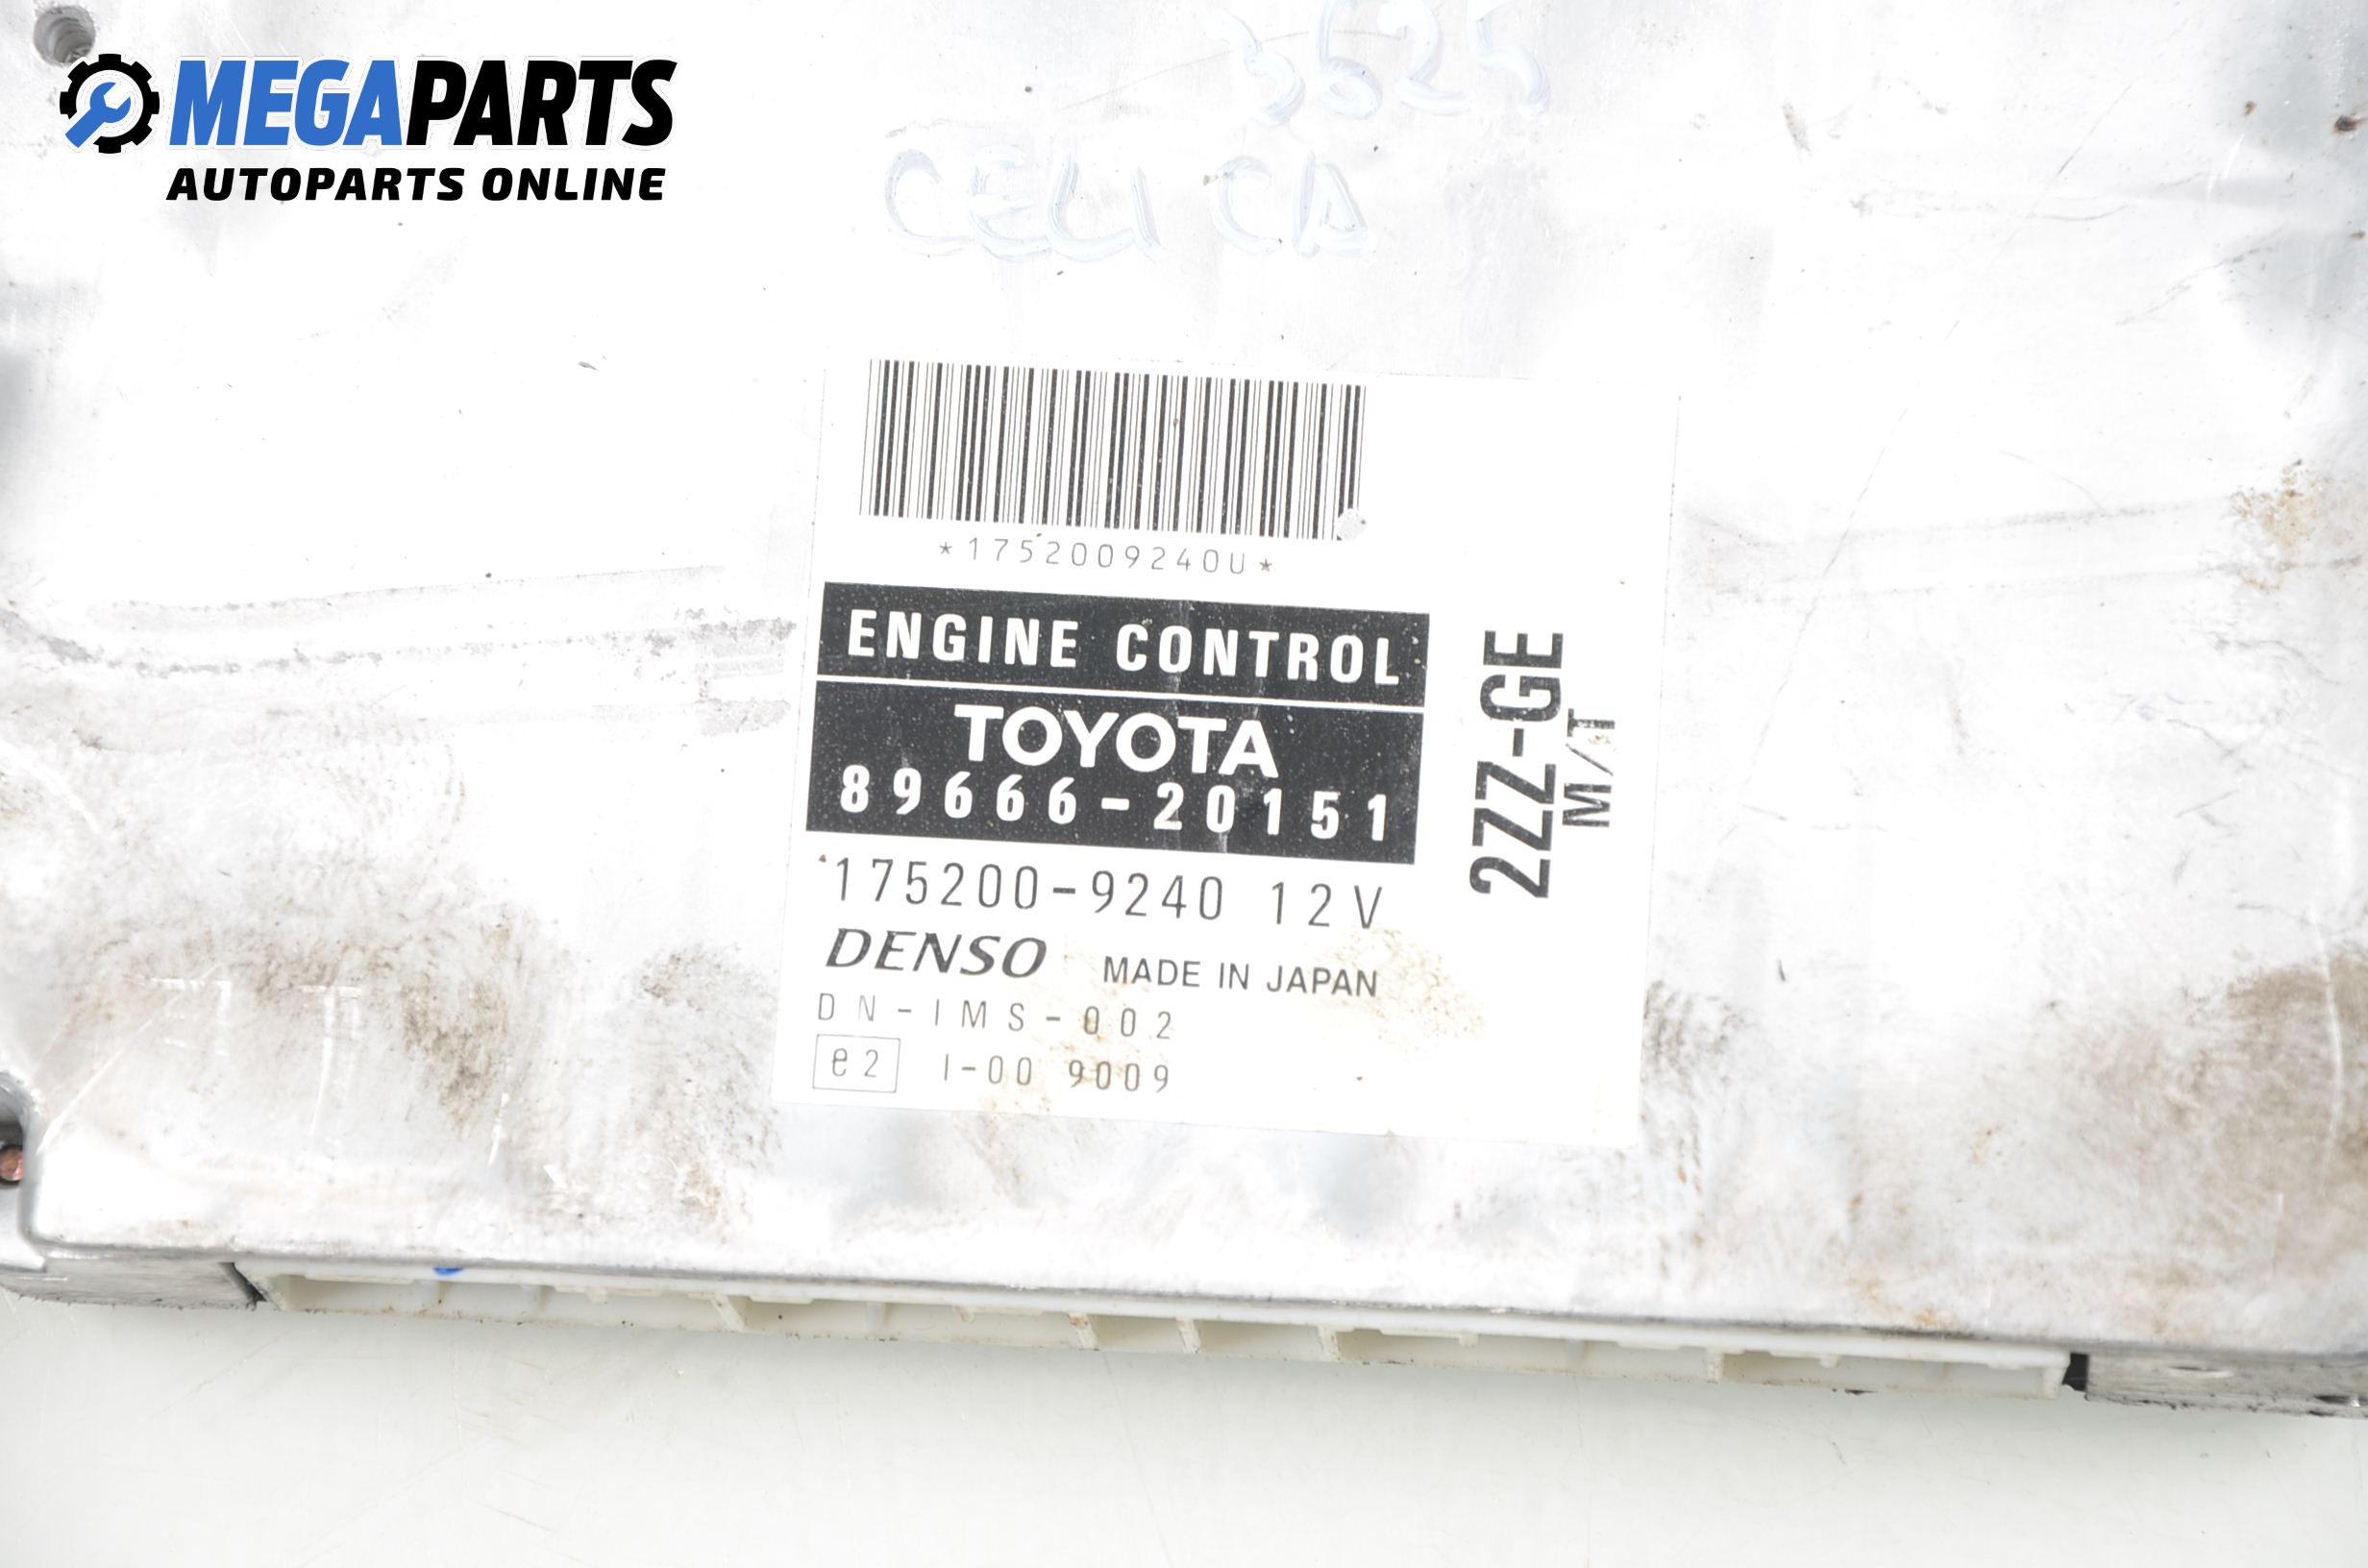 MEGAPARTS
AUTOPARTS ONLINE
3625
CELICA
*1752009240U*
ENGINE CONTROL
TOYOTA
89666-20151
175200-9240 12V
DENSO MADE IN JAPAN
DN-IMS-002
e2 I-00 9009
2ZZ-GE
M/T